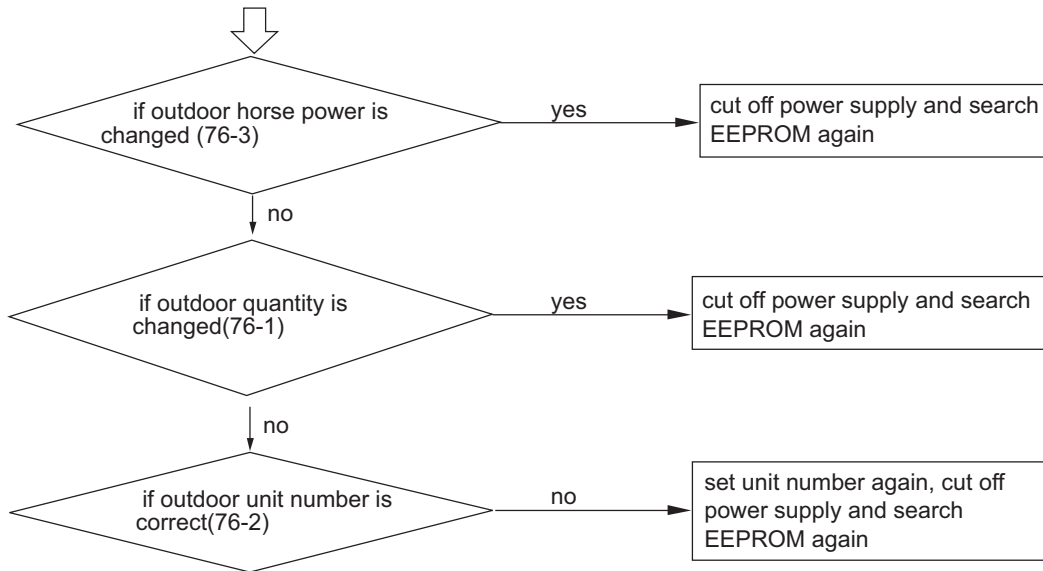 if outdoor horse power is
changed (76-3)
yes
cut off power supply and search
EEPROM again
no
if outdoor quantity is
changed(76-1)
yes
cut off power supply and search
EEPROM again
no
if outdoor unit number is
correct(76-2)
no
set unit number again, cut off
power supply and search
EEPROM again